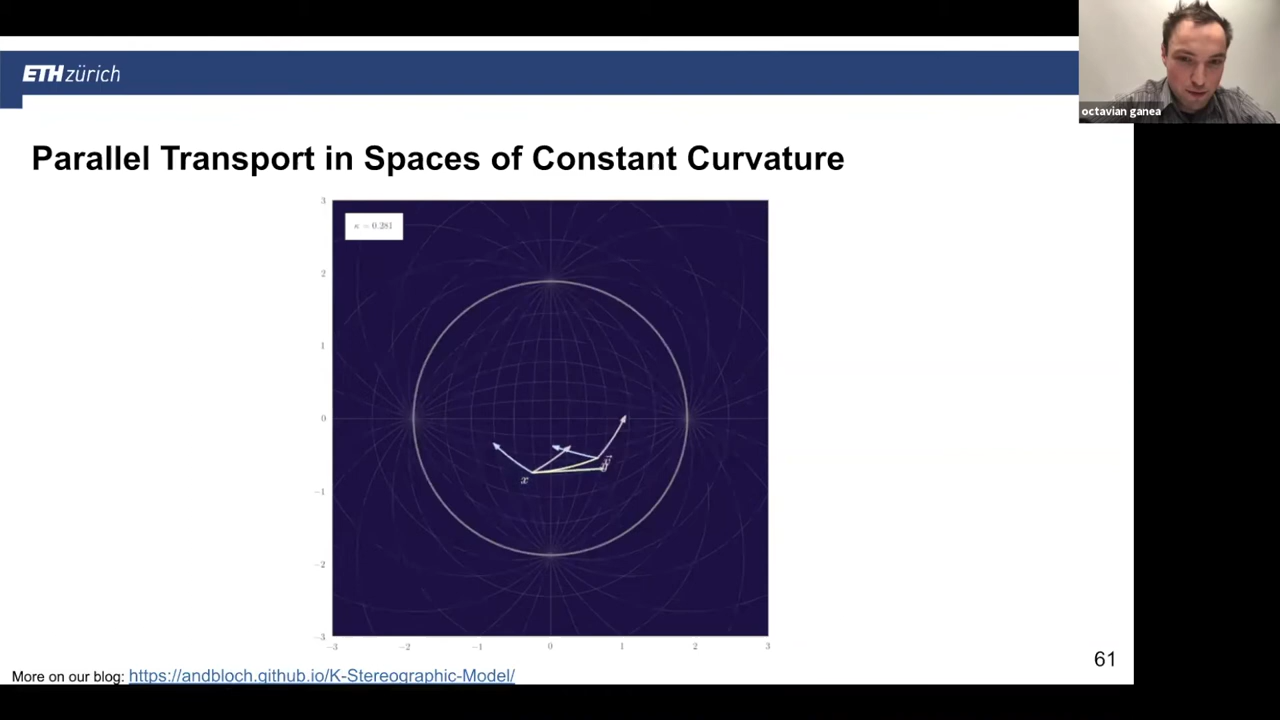 ETH zürich
octavian ganea
Parallel Transport in Spaces of Constant Curvature
κ = 0.281
3
2
1
0
−1
−2
−3
x
−3 −2 −1 0 1 2 3
61
More on our blog: https://andbloch.github.io/K-Stereographic-Model/